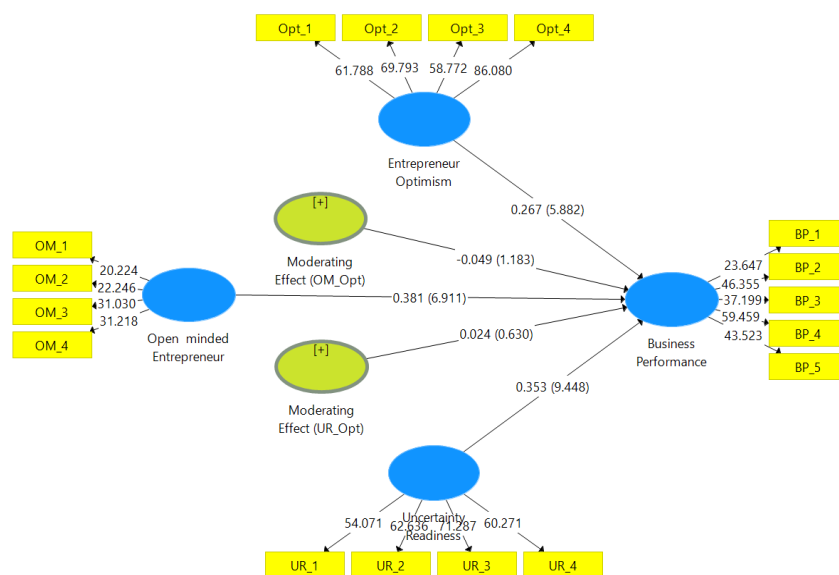 Opt_1 Opt_2 Opt_3 Opt_4
61.788 69.793 58.772 86.080
Entrepreneur
Optimism
0.267 (5.882)
[+]
Moderating
Effect (OM_Opt)
-0.049 (1.183)
OM_1
OM_2
OM_3
OM_4
20.224
22.246
31.030
31.218
Open minded
Entrepreneur
0.381 (6.911)
BP_1
BP_2
BP_3
BP_4
BP_5
23.647
46.355
37.199
59.459
43.523
Business
Performance
0.024 (0.630)
[+]
Moderating
Effect (UR_Opt)
0.353 (9.448)
Uncertainty
Readiness
54.071 62.636 71.287 60.271
UR_1 UR_2 UR_3 UR_4